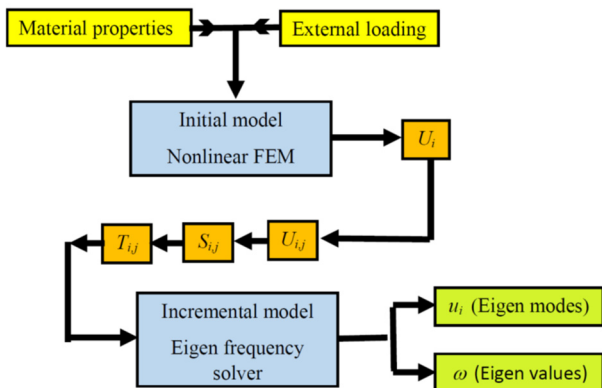 Material properties
External loading
Initial model
Nonlinear FEM
U_i
T_{i,j}
S_{i,j}
U_{i,j}
Incremental model
Eigen frequency
solver
u_i (Eigen modes)
ω (Eigen values)